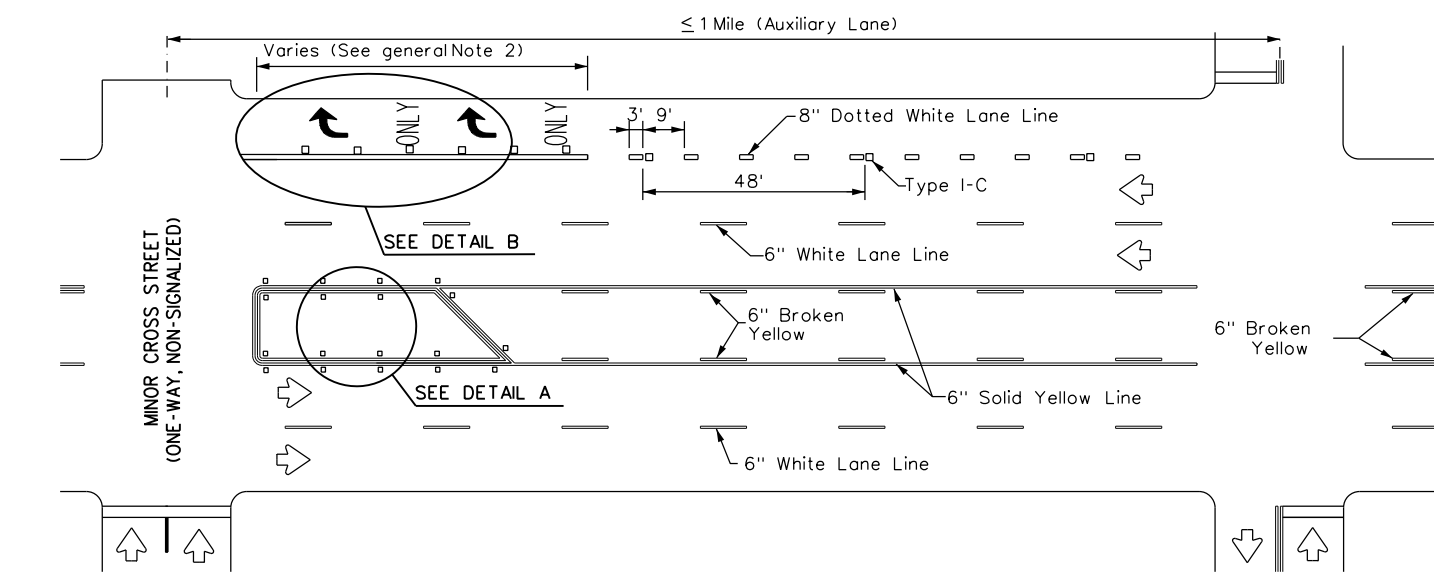 ≤ 1 Mile (Auxiliary Lane)
Varies (See general Note 2)
ONLY
ONLY
3'
9'
8" Dotted White Lane Line
48'
Type I-C
SEE DETAIL B
6" White Lane Line
MINOR CROSS STREET
(ONE-WAY, NON-SIGNALIZED)
6" Broken
Yellow
6" Broken
Yellow
SEE DETAIL A
6" Solid Yellow Line
6" White Lane Line